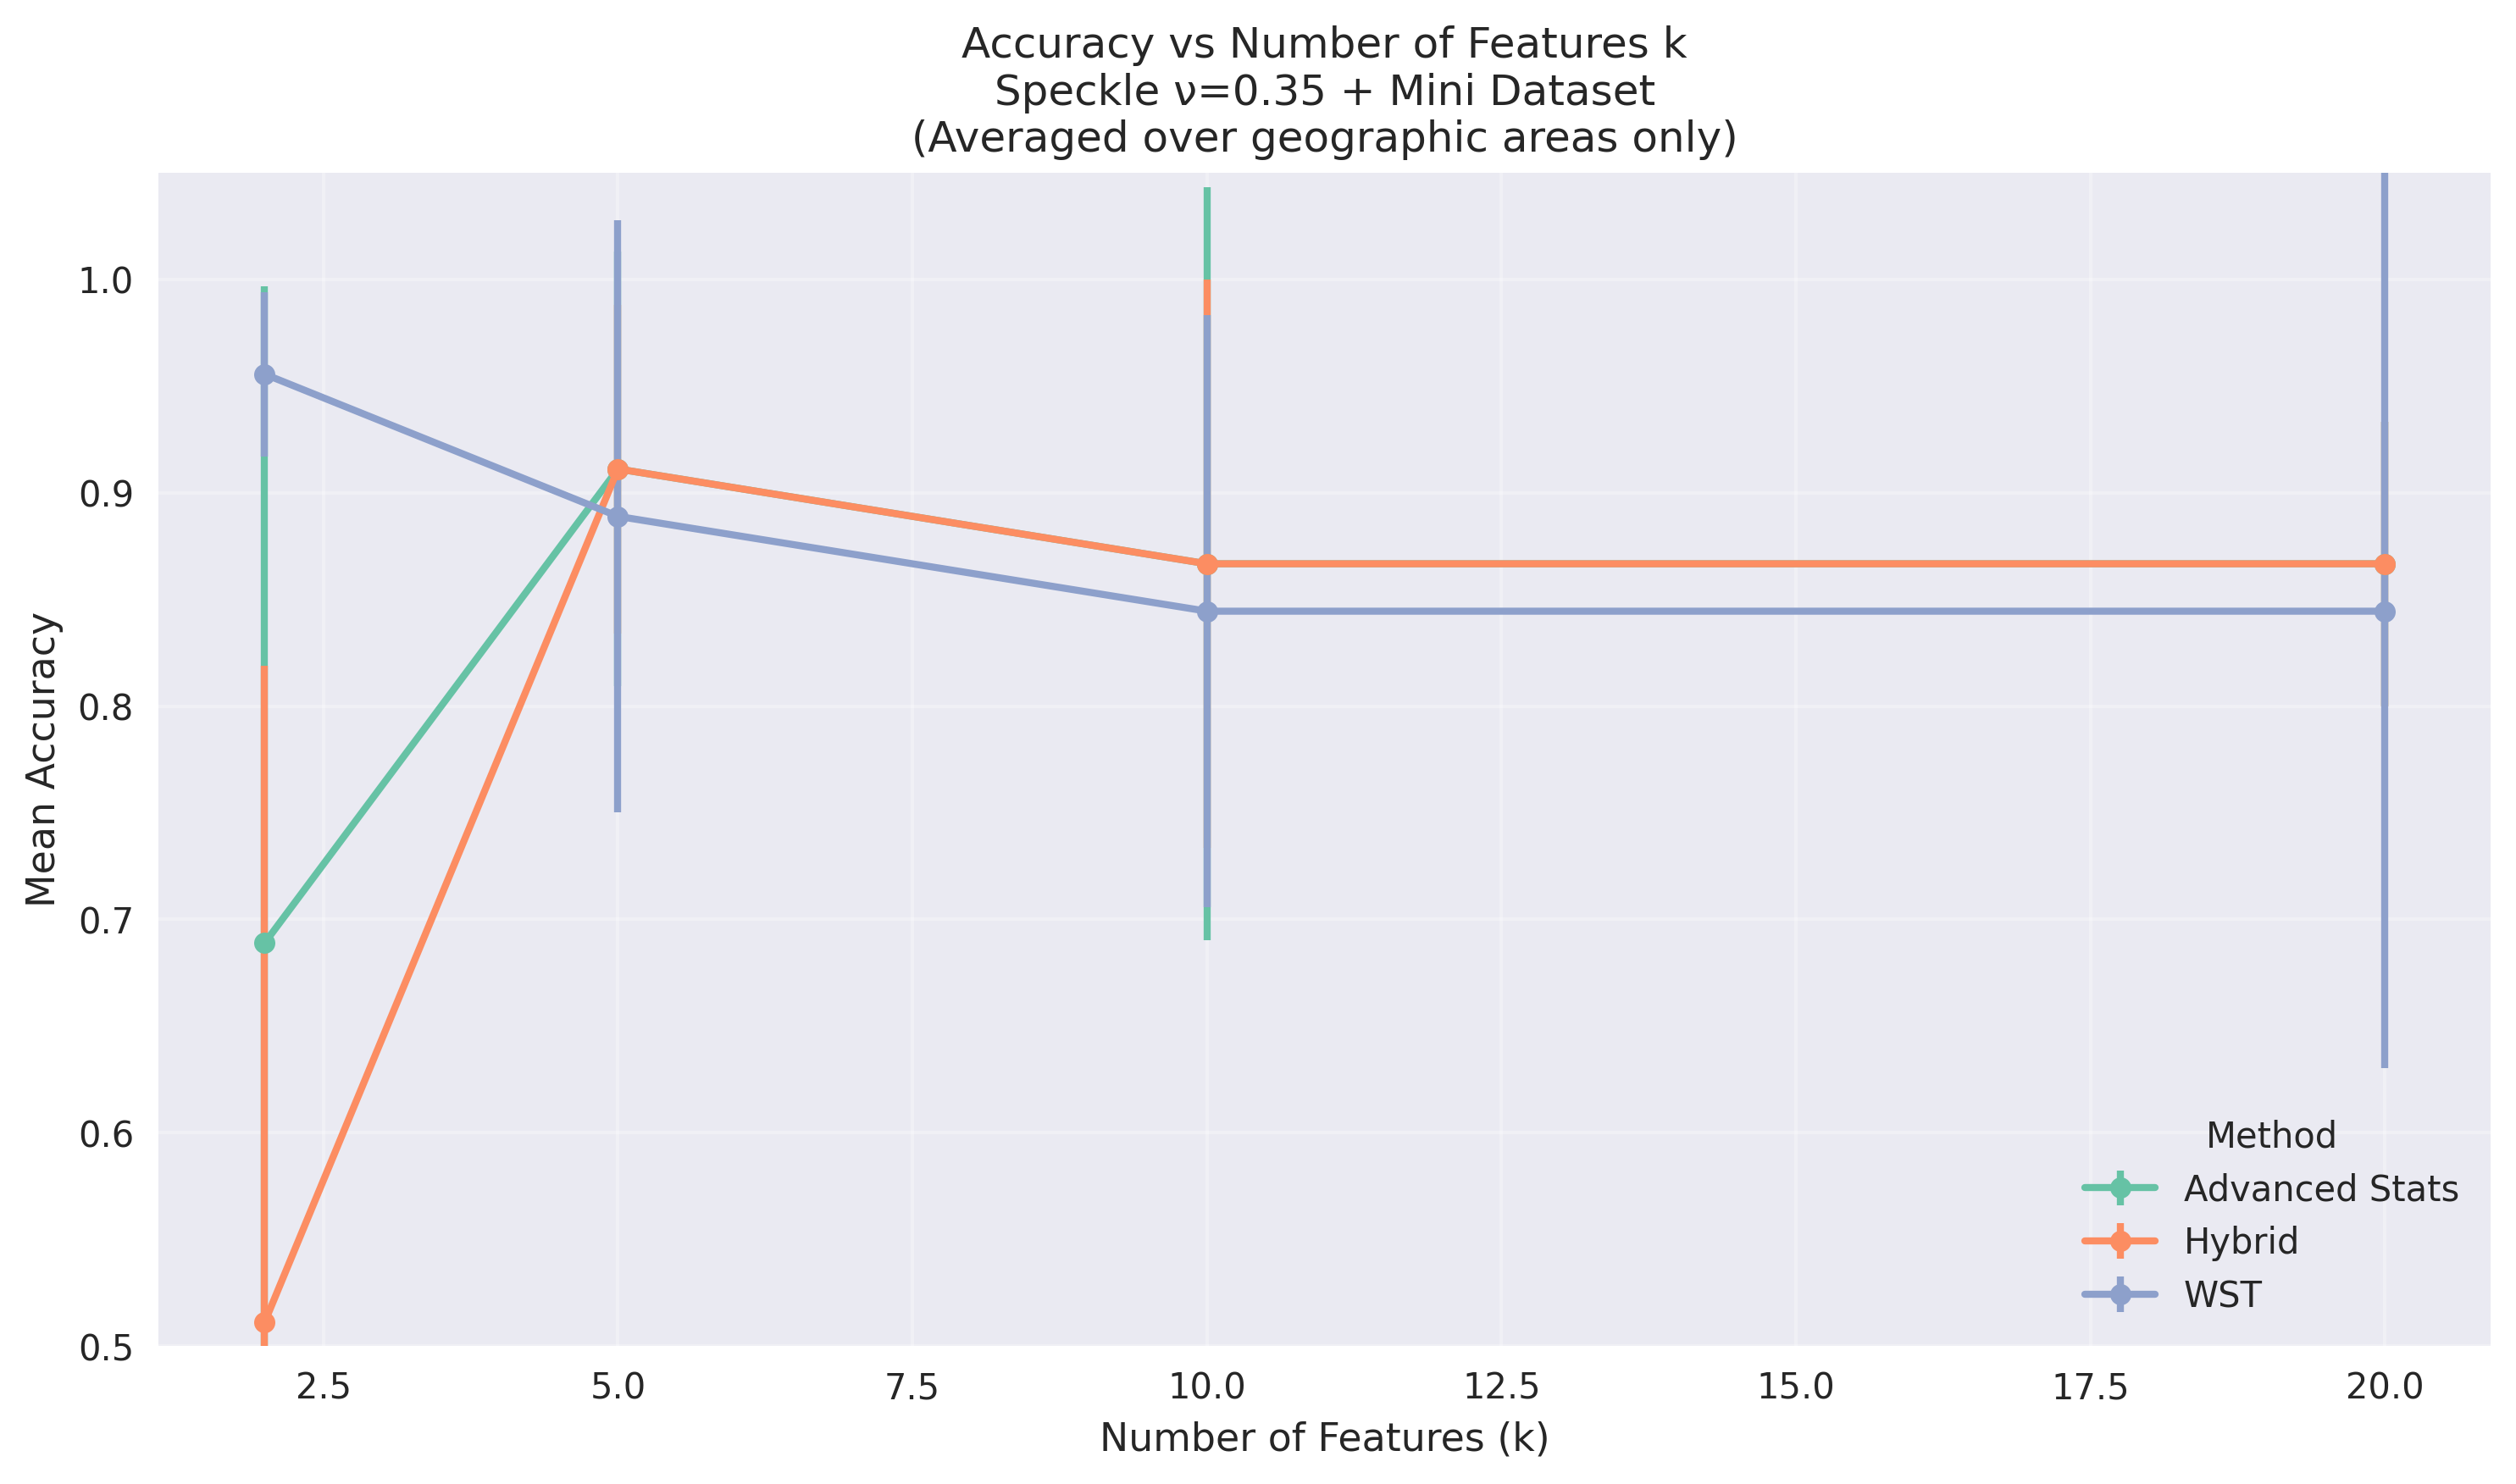 Accuracy vs Number of Features k
Speckle ν=0.35 + Mini Dataset
(Averaged over geographic areas only)
Mean Accuracy
1.0
0.9
0.8
0.7
0.6
0.5
2.5 5.0 7.5 10.0 12.5 15.0 17.5 20.0
Number of Features (k)
Method
Advanced Stats
Hybrid
WST